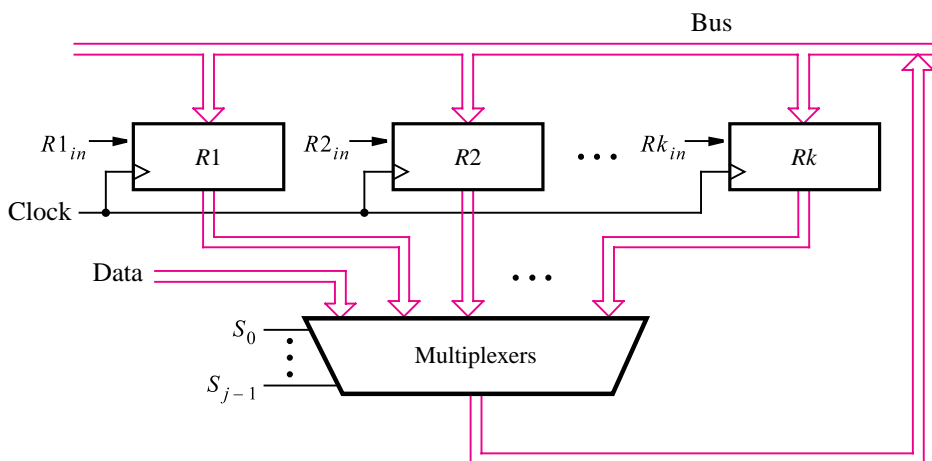 Bus
R1in R1 R2in R2 • • • Rkin Rk
Clock
Data • • •
S0
Multiplexers
Sj – 1